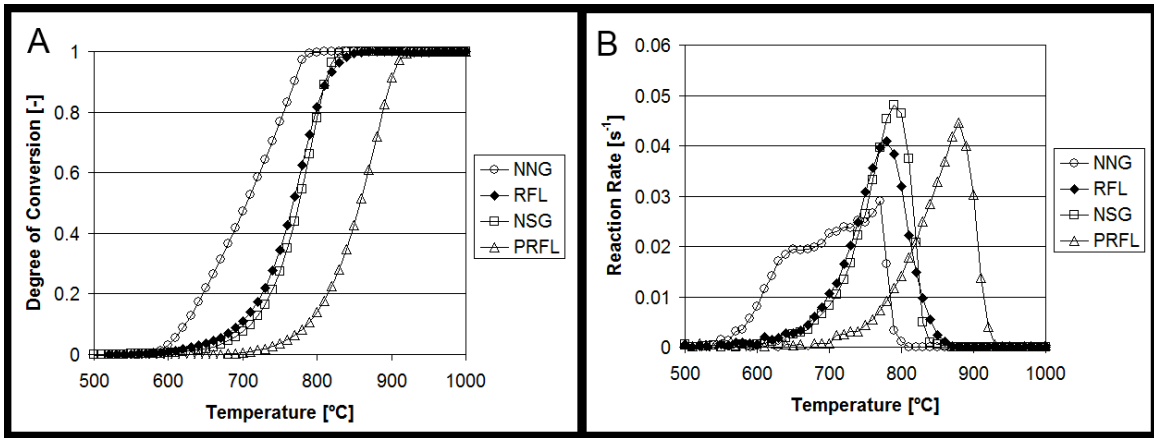 A
Degree of Conversion [-]
1
0.8
0.6
0.4
0.2
0
500 600 700 800 900 1000
Temperature [ºC]
NNG
RFL
NSG
PRFL
B
Reaction Rate [s-1]
0.06
0.05
0.04
0.03
0.02
0.01
0
500 600 700 800 900 1000
Temperature [ºC]
NNG
RFL
NSG
PRFL